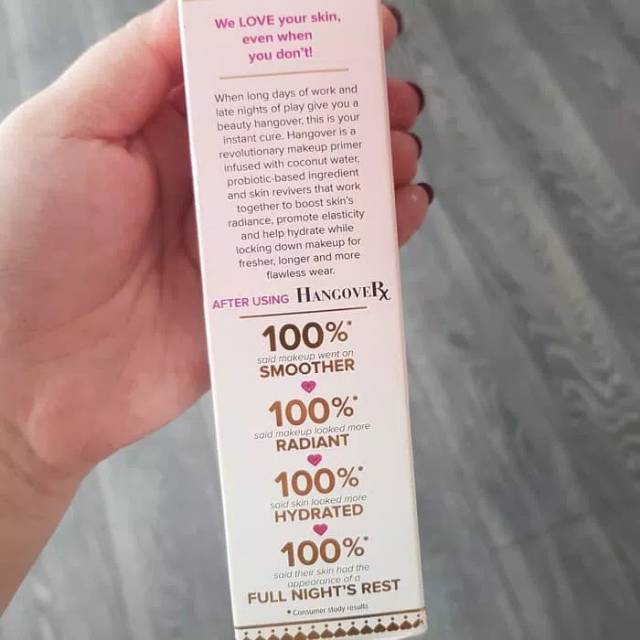 We LOVE your skin,
even when
you don't!
When long days of work and
late nights of play give you a
beauty hangover, this is your
instant cure. Hangover is a
revolutionary makeup primer
infused with coconut water,
probiotic-based ingredient
and skin revivers that work
together to boost skin's
radiance, promote elasticity
and help hydrate while
locking down makeup for
fresher, longer and more
flawless wear.
AFTER USING HANGOVERx
100%*
said makeup went on
SMOOTHER
100%*
said makeup looked more
RADIANT
100%*
said skin looked more
HYDRATED
100%*
said their skin had the
appearance of a
FULL NIGHT'S REST
* Consumer study results